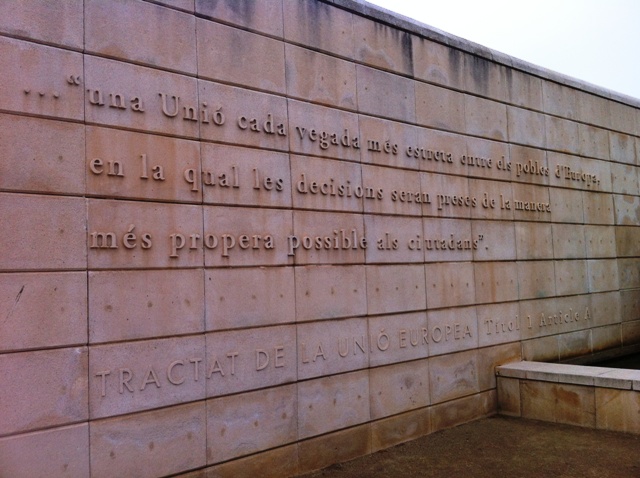 ..."una Unió cada vegada més estreta entre els pobles d'Europa,
en la qual les decisions seran preses de la manera
més propera possible als ciutadans".
TRACTAT DE LA UNIÓ EUROPEA Títol I Article A